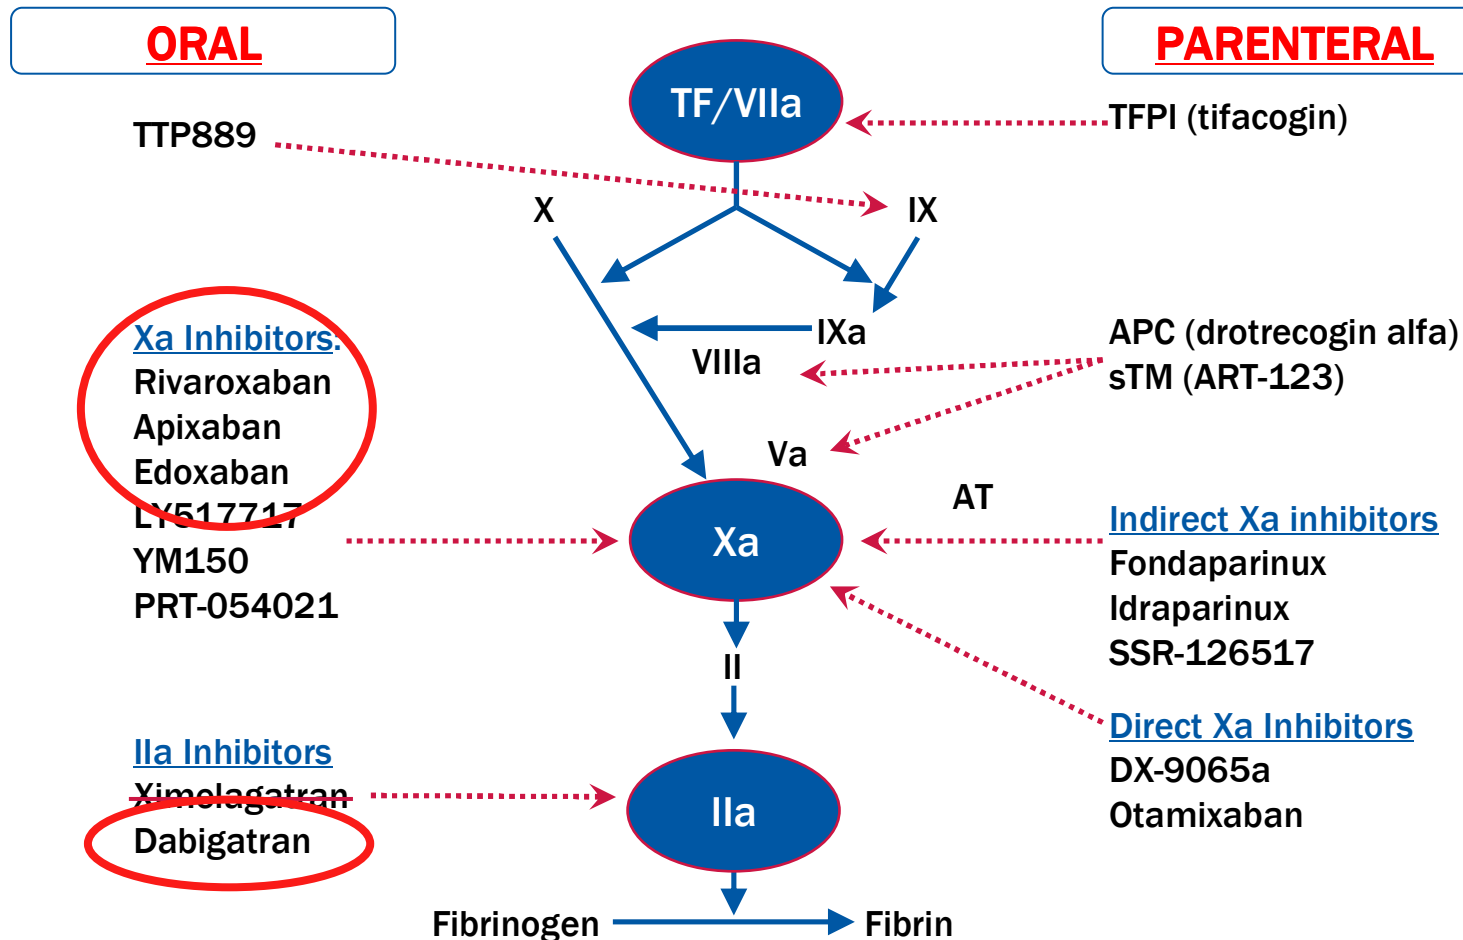 ORAL
PARENTERAL
TF/VIIa
TFPI (tifacogin)
TTP889
X
IX
Xa Inhibitors:
Rivaroxaban
Apixaban
Edoxaban
LY517717
YM150
PRT-054021
IXa
VIIIa
APC (drotrecogin alfa)
sTM (ART-123)
Va
AT
Xa
Indirect Xa inhibitors
Fondaparinux
Idraparinux
SSR-126517
II
Direct Xa Inhibitors
DX-9065a
Otamixaban
IIa Inhibitors
Ximelagatran
Dabigatran
IIa
Fibrinogen
Fibrin